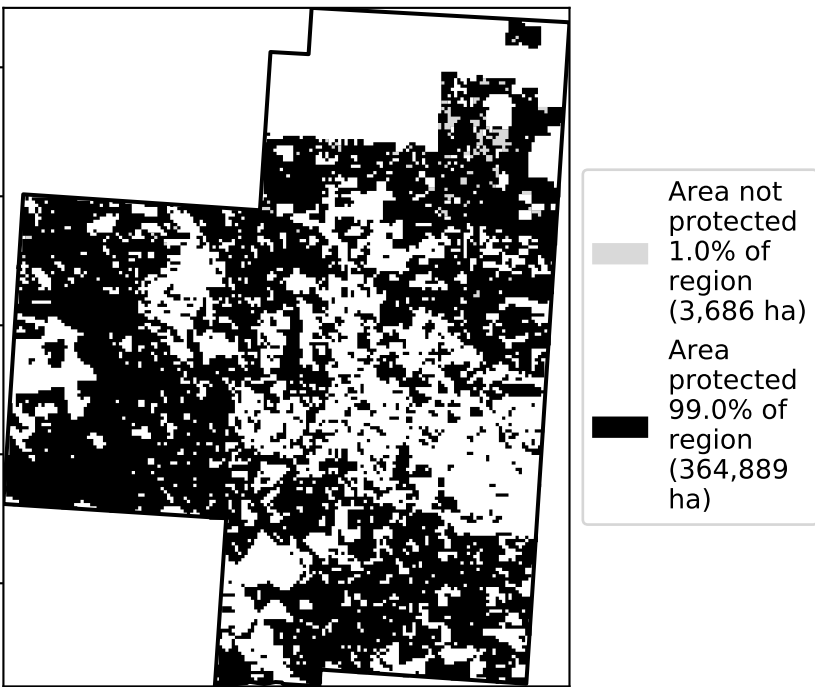 Area not
protected
1.0% of
region
(3,686 ha)
Area
protected
99.0% of
region
(364,889
ha)